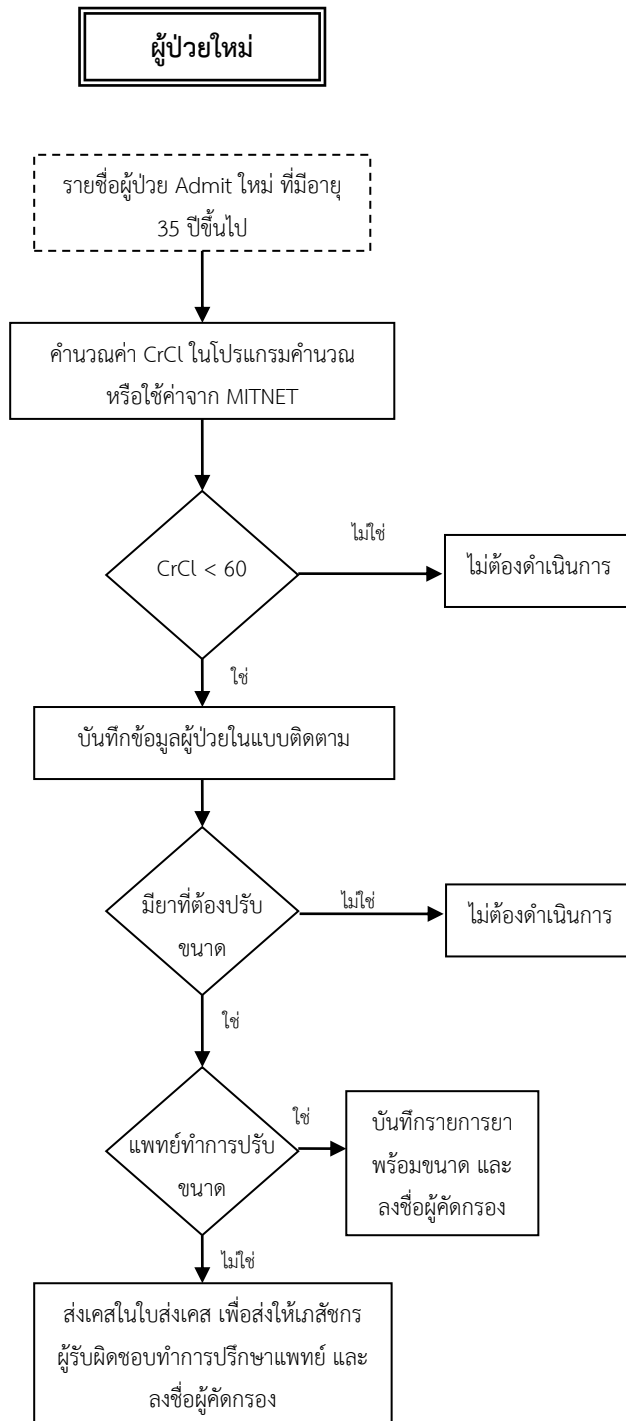 ผู้ป่วยใหม่
รายชื่อผู้ป่วย Admit ใหม่ ที่มีอายุ
35 ปีขึ้นไป
คำนวณค่า CrCl ในโปรแกรมคำนวณ
หรือใช้ค่าจาก MITNET
CrCl < 60
ไม่ใช่
ไม่ต้องดำเนินการ
ใช่
บันทึกข้อมูลผู้ป่วยในแบบติดตาม
มียาที่ต้องปรับ
ขนาด
ไม่ใช่
ไม่ต้องดำเนินการ
ใช่
แพทย์ทำการปรับ
ขนาด
ใช่
บันทึกรายการยา
พร้อมขนาด และ
ลงชื่อผู้คัดกรอง
ไม่ใช่
ส่งเคสในใบส่งเคส เพื่อส่งให้เภสัชกร
ผู้รับผิดชอบทำการปรึกษาแพทย์ และ
ลงชื่อผู้คัดกรอง